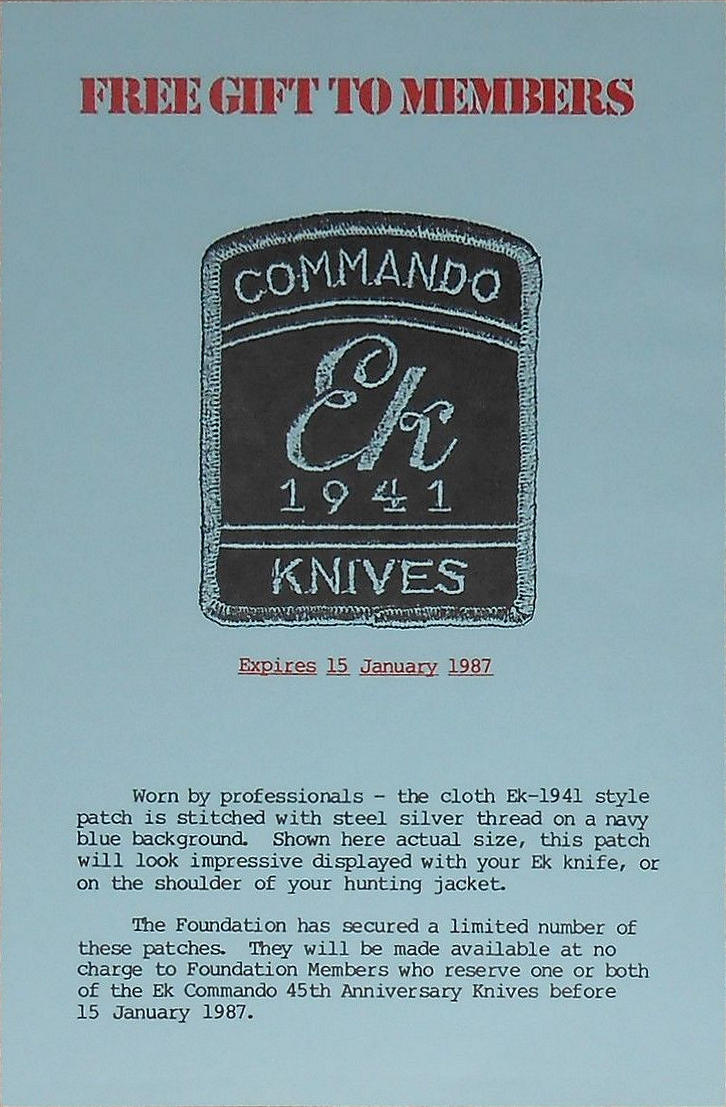 FREE GIFT TO MEMBERS
COMMANDO
Ek
1941
KNIVES
Expires 15 January 1987
Worn by professionals - the cloth Ek-1941 style
patch is stitched with steel silver thread on a navy
blue background. Shown here actual size, this patch
will look impressive displayed with your Ek knife, or
on the shoulder of your hunting jacket.
The Foundation has secured a limited number of
these patches. They will be made available at no
charge to Foundation Members who reserve one or both
of the Ek Commando 45th Anniversary Knives before
15 January 1987.